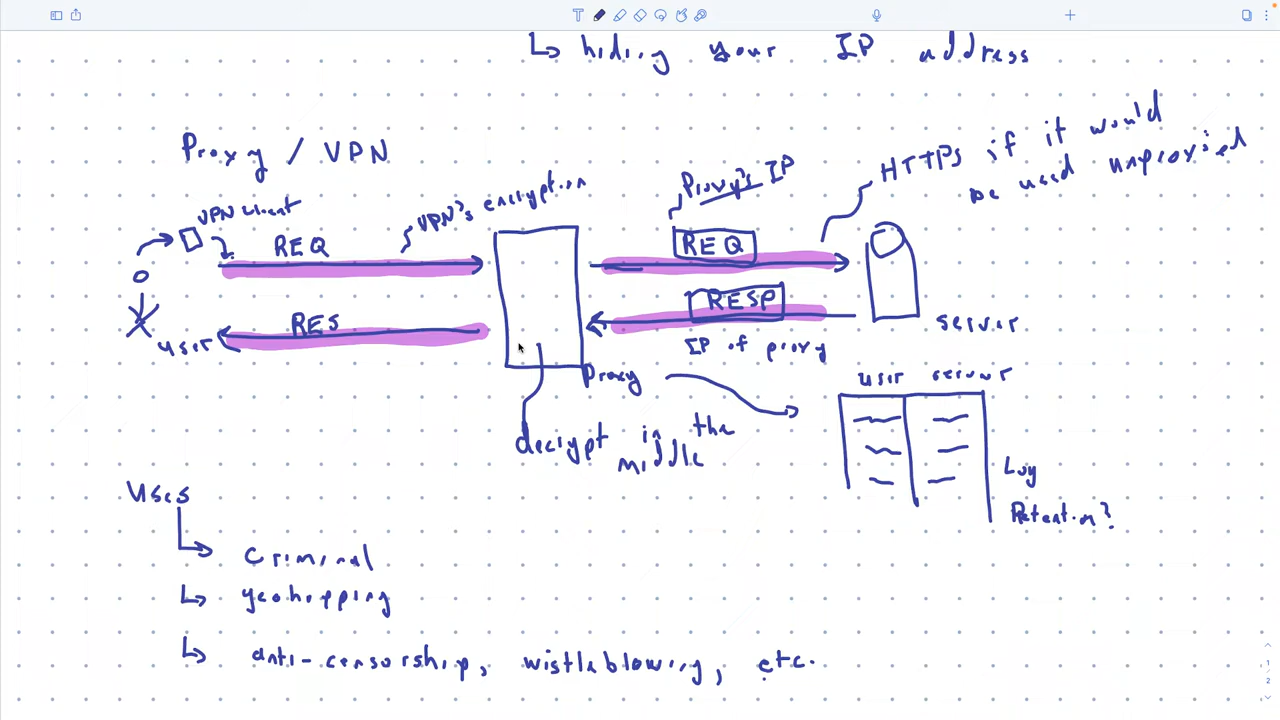 ↳ hiding your IP address
Proxy / VPN
HTTPS if it would
be used unproxied
Proxy's IP
VPN client
VPN's encryption
REQ
REQ
RES
RESP
user
server
IP of proxy
Proxy
user server
decrypt in the
middle
Log
Retention?
Uses
↳ criminal
↳ geohopping
↳ anti-censorship, wistleblowing, etc.
1
2